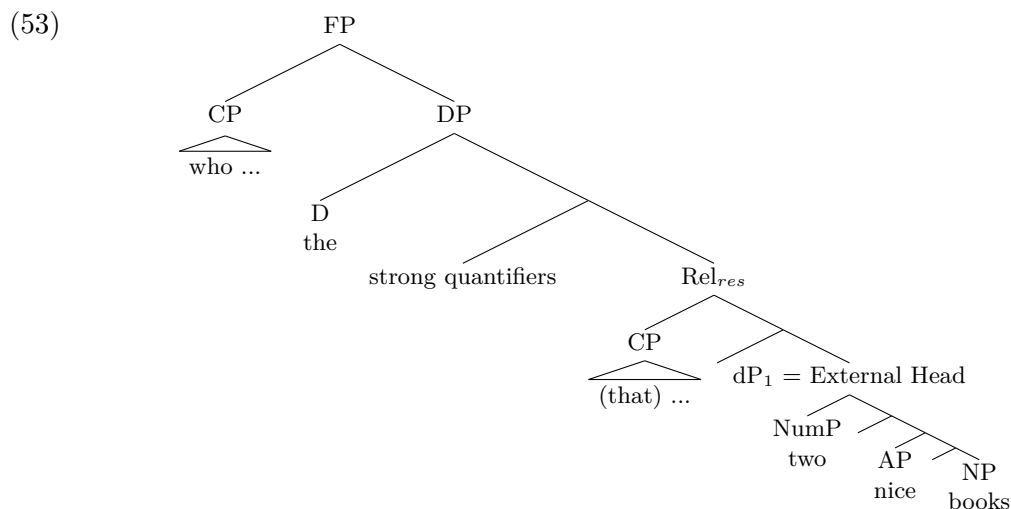 (53)
FP
CP
DP
who ...
D
the
strong quantifiers
Rel_res
CP
(that) ...
dP₁ = External Head
NumP
two
AP
nice
NP
books